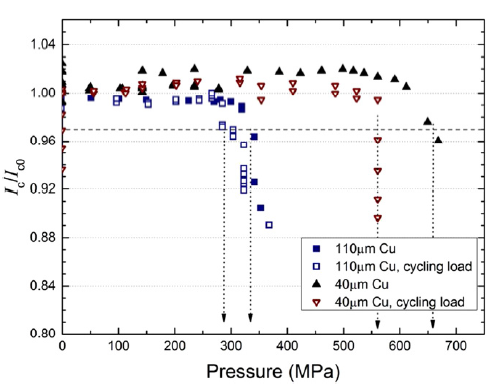 1.04
1.00
0.96
0.92
0.88
0.84
0.80
Ic/Ic0
110μm Cu
110μm Cu, cycling load
40μm Cu
40μm Cu, cycling load
0 100 200 300 400 500 600 700
Pressure (MPa)